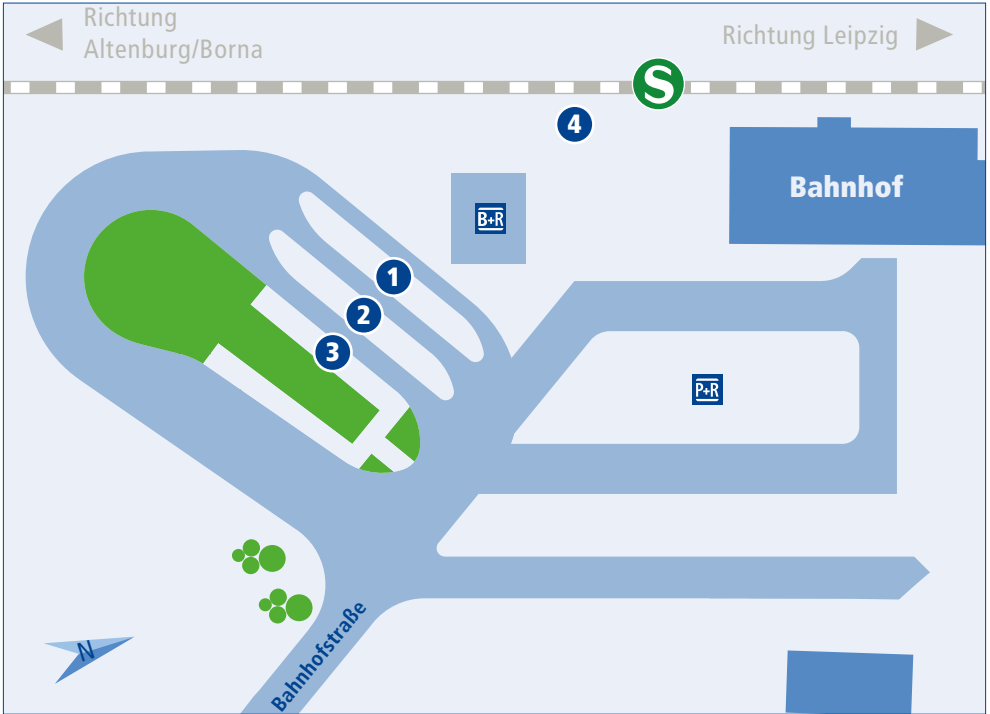 Richtung
Altenburg/Borna
Richtung Leipzig
S
4
Bahnhof
B+R
1
2
3
P+R
Bahnhofstraße
N